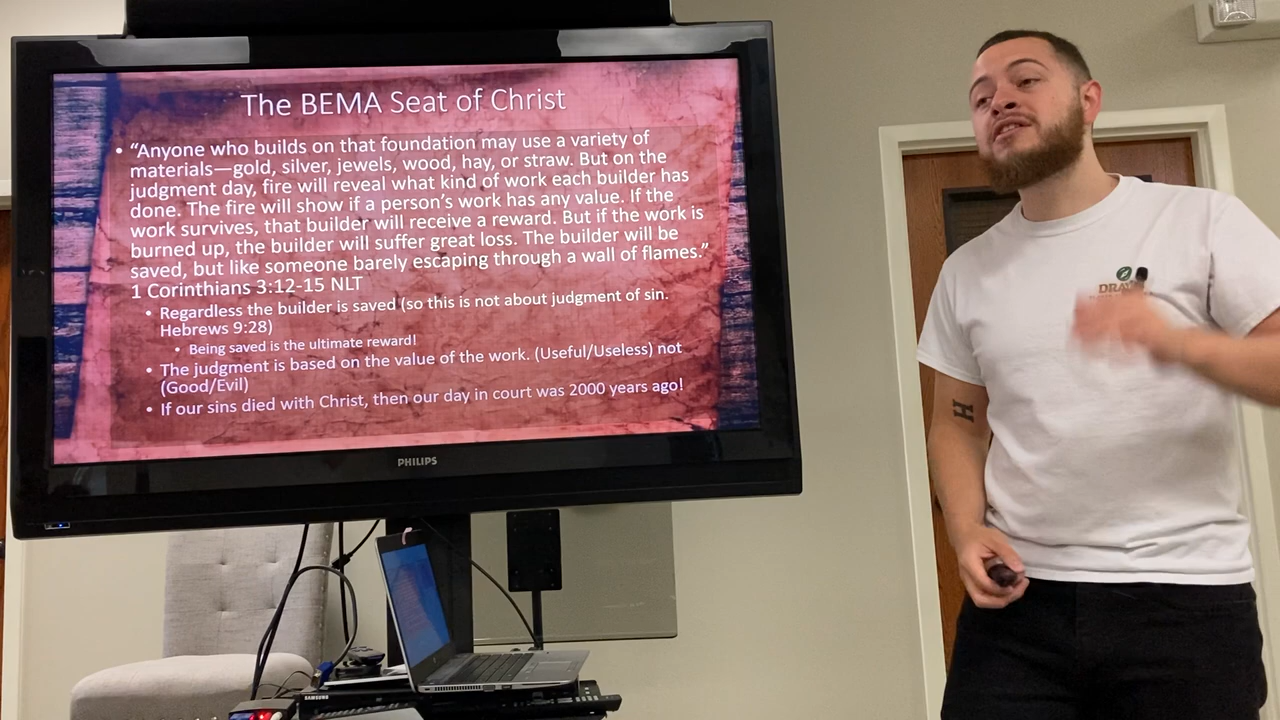 The BEMA Seat of Christ
• “Anyone who builds on that foundation may use a variety of
materials—gold, silver, jewels, wood, hay, or straw. But on the
judgment day, fire will reveal what kind of work each builder has
done. The fire will show if a person’s work has any value. If the
work survives, that builder will receive a reward. But if the work is
burned up, the builder will suffer great loss. The builder will be
saved, but like someone barely escaping through a wall of flames.”
1 Corinthians 3:12-15 NLT
• Regardless the builder is saved (so this is not about judgment of sin.
Hebrews 9:28)
• Being saved is the ultimate reward!
• The judgment is based on the value of the work. (Useful/Useless) not
(Good/Evil)
• If our sins died with Christ, then our day in court was 2000 years ago!
PHILIPS
SAMSUNG
H